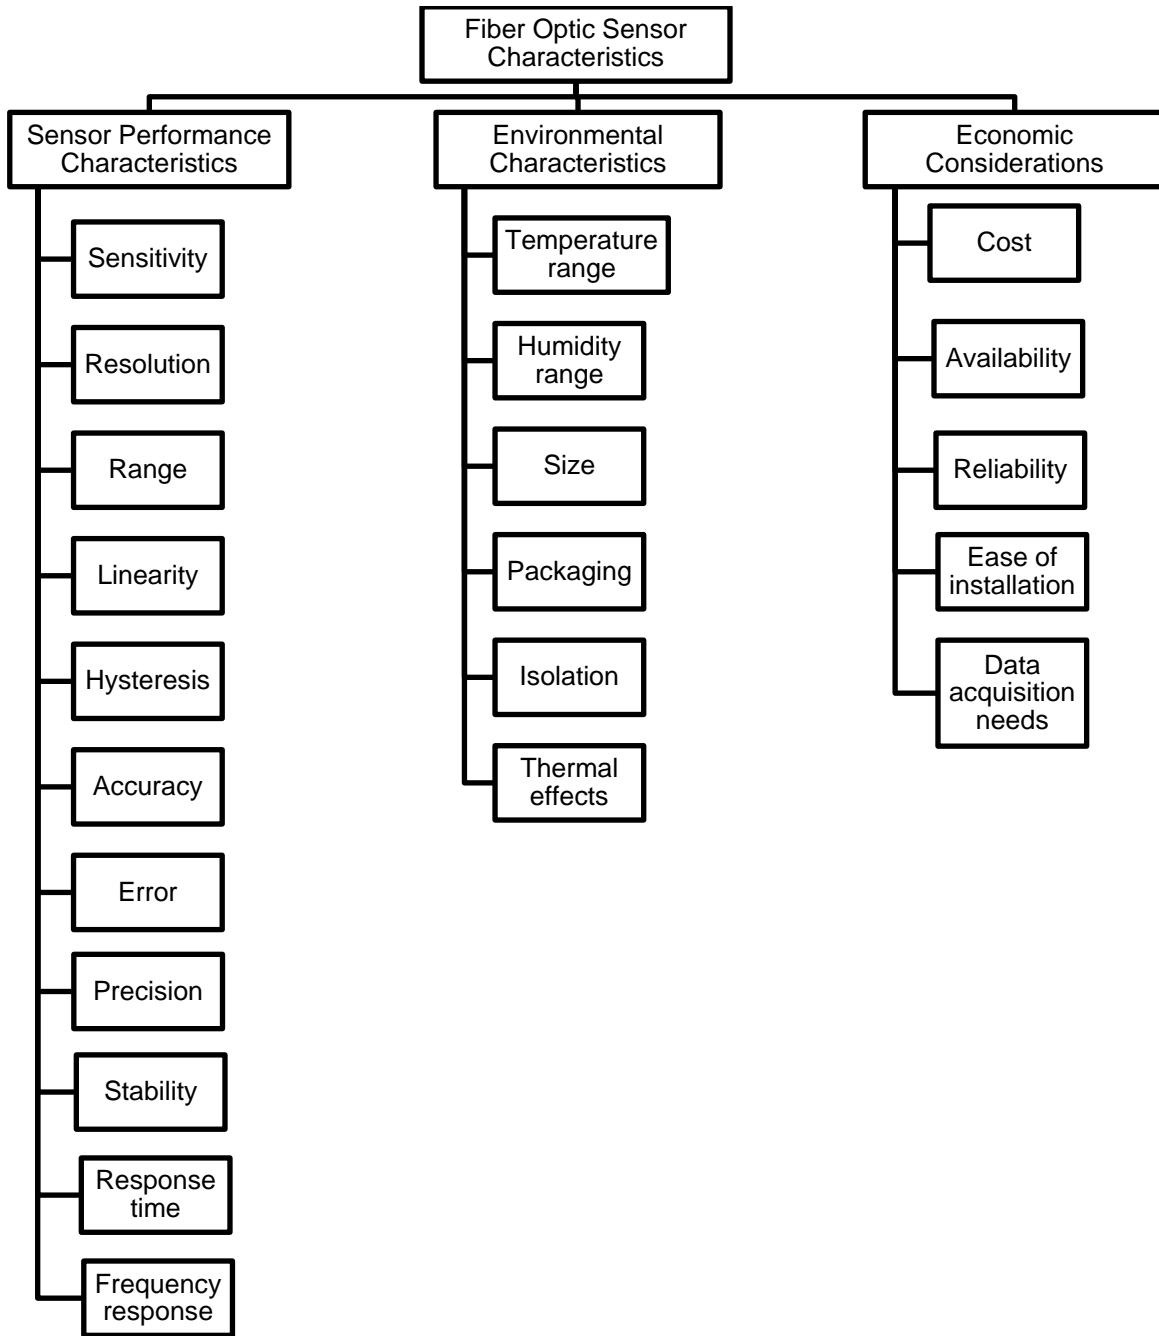 Fiber Optic Sensor
Characteristics
Sensor Performance
Characteristics
Sensitivity
Resolution
Range
Linearity
Hysteresis
Accuracy
Error
Precision
Stability
Response
time
Frequency
response
Environmental
Characteristics
Temperature
range
Humidity
range
Size
Packaging
Isolation
Thermal
effects
Economic
Considerations
Cost
Availability
Reliability
Ease of
installation
Data
acquisition
needs